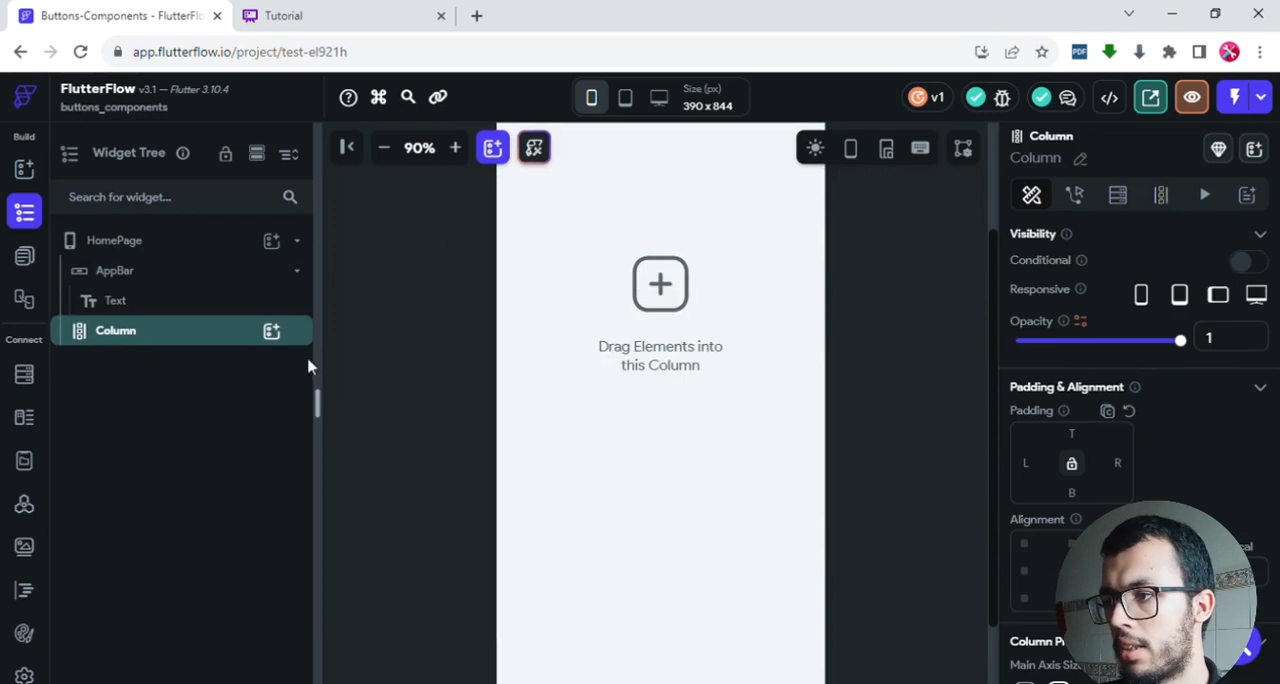 Buttons-Components - FlutterFlo
Tutorial
app.flutterflow.io/project/test-el921h
PDF
FlutterFlow v3.1 — Flutter 3.10.4
buttons_components
Size (px)
390 x 844
v1
Build
Widget Tree
90%
Column
Column
Search for widget...
HomePage
AppBar
Text
Column
Connect
Drag Elements into
this Column
Visibility
Conditional
Responsive
Opacity
1
Padding & Alignment
Padding
T
L
R
B
Alignment
Main Axis Siz